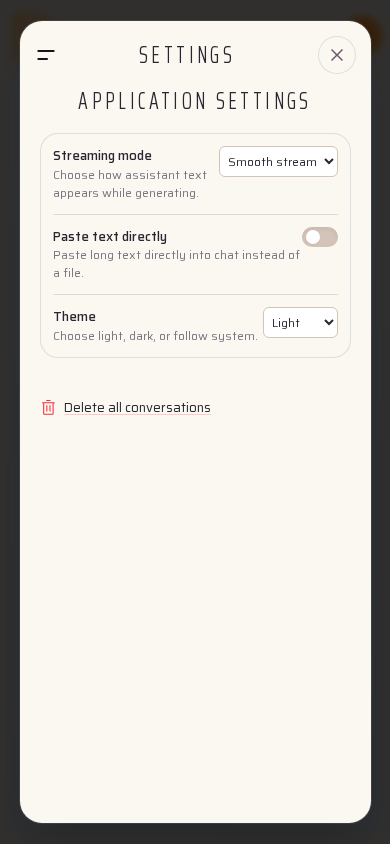 SETTINGS
APPLICATION SETTINGS
Streaming mode
Smooth stream
Choose how assistant text
appears while generating.
Paste text directly
Paste long text directly into chat instead of
a file.
Theme
Light
Choose light, dark, or follow system.
Delete all conversations